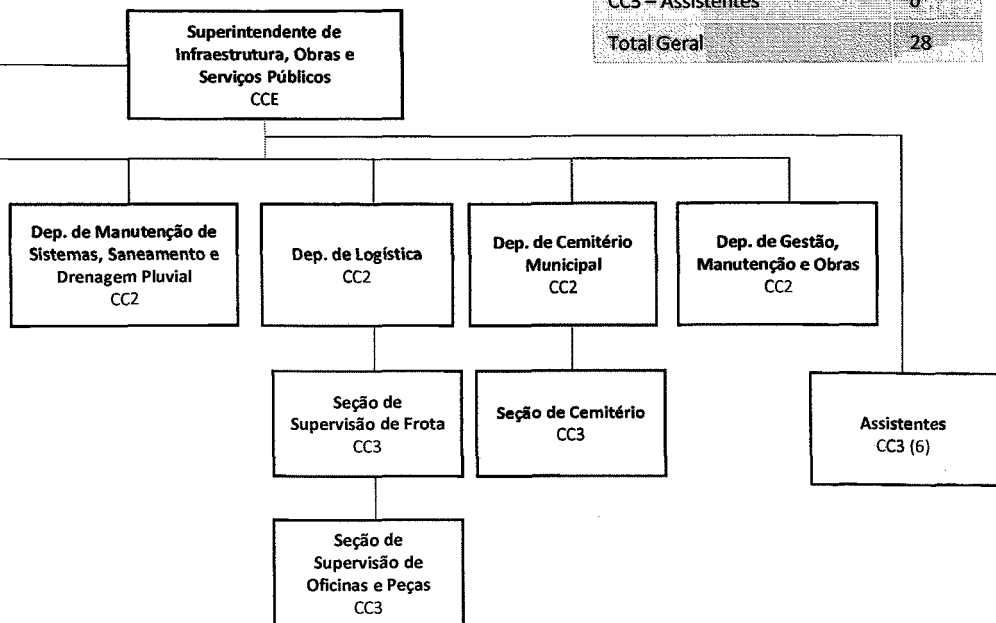 CC3 – Assistentes
Total Geral 28
Superintendente de
Infraestrutura, Obras e
Serviços Públicos
CCE
Dep. de Manutenção de
Sistemas, Saneamento e
Drenagem Pluvial
CC2
Dep. de Logística
CC2
Dep. de Cemitério
Municipal
CC2
Dep. de Gestão,
Manutenção e Obras
CC2
Seção de
Supervisão de Frota
CC3
Seção de Cemitério
CC3
Assistentes
CC3 (6)
Seção de
Supervisão de
Oficinas e Peças
CC3